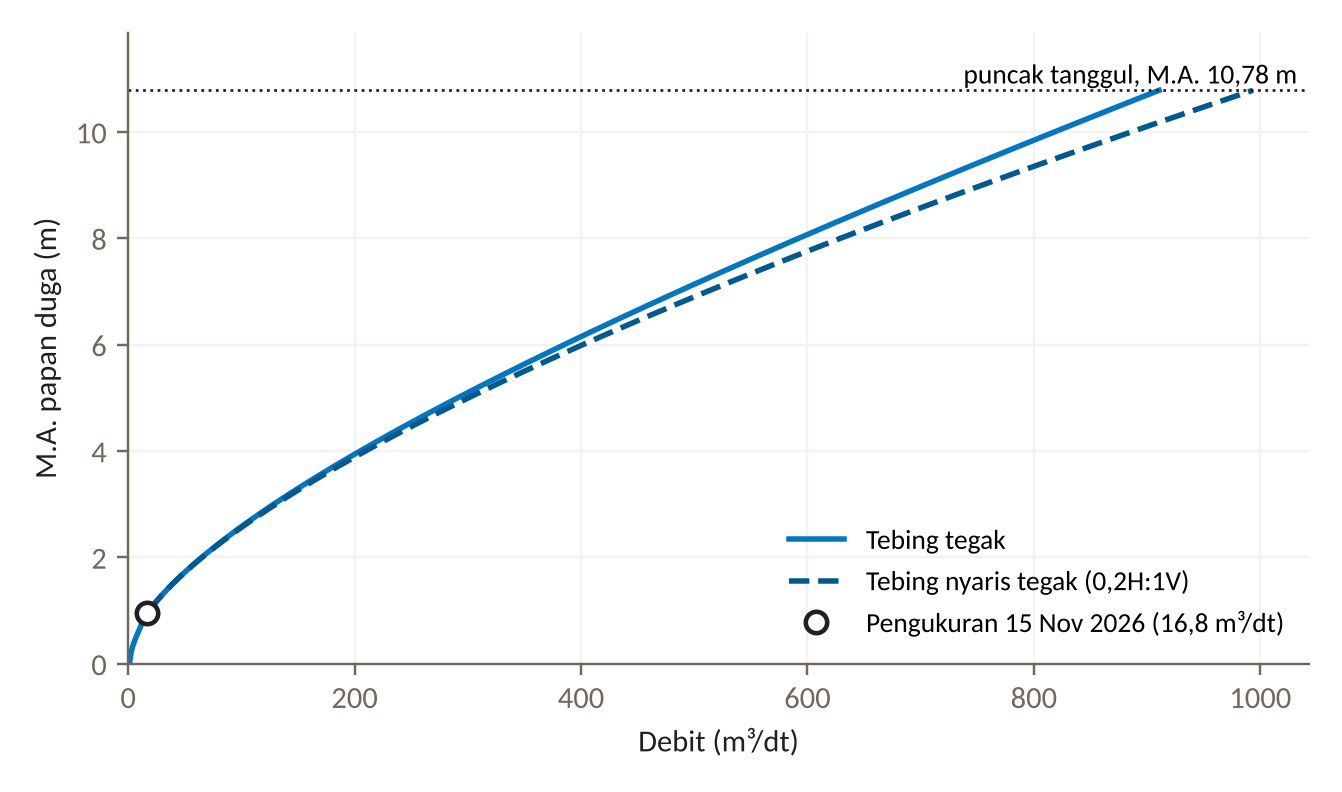 puncak tanggul, M.A. 10,78 m
M.A. papan duga (m)
10
8
6
4
2
0
Tebing tegak
Tebing nyaris tegak (0,2H:1V)
Pengukuran 15 Nov 2026 (16,8 m³/dt)
0 200 400 600 800 1000
Debit (m³/dt)